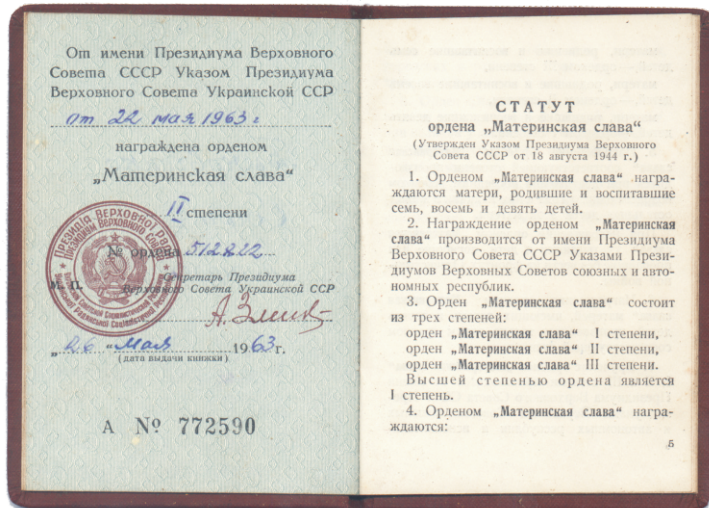 От имени Президиума Верховного
Совета СССР Указом Президиума
Верховного Совета Украинской ССР
от 22 мая 1963 г
награждена орденом
„Материнская слава“
II степени
№ ордена 512222
Секретарь Президиума
М. П. Верховного Совета Украинской ССР
„26“ мая 1963г.
(дата выдачи книжки)
А № 772590
СТАТУТ
ордена „Материнская слава“
(Утвержден Указом Президиума Верховного
Совета СССР от 18 августа 1944 г.)
1. Орденом „Материнская слава“ награ-
ждаются матери, родившие и воспитавшие
семь, восемь и девять детей.
2. Награждение орденом „Материнская
слава“ производится от имени Президиума
Верховного Совета СССР Указами Прези-
диумов Верховных Советов союзных и авто-
номных республик.
3. Орден „Материнская слава“ состоит
из трех степеней:
орден „Материнская слава“ I степени,
орден „Материнская слава“ II степени,
орден „Материнская слава“ III степени.
Высшей степенью ордена является
I степень.
4. Орденом „Материнская слава“ награ-
ждаются:
5